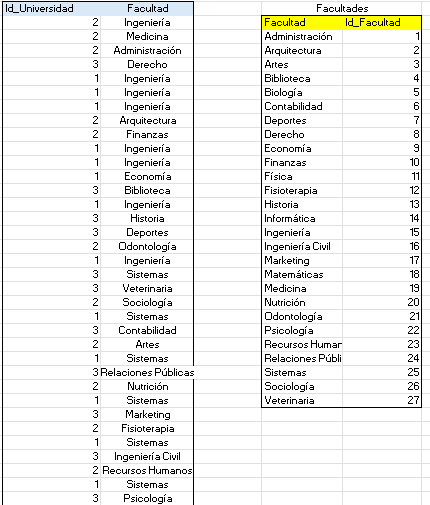 Id_Universidad Facultad
2 Ingeniería
2 Medicina
2 Administración
3 Derecho
1 Ingeniería
1 Ingeniería
1 Ingeniería
2 Arquitectura
2 Finanzas
1 Ingeniería
1 Ingeniería
1 Economía
3 Biblioteca
1 Ingeniería
3 Historia
3 Deportes
2 Odontología
1 Ingeniería
3 Sistemas
3 Veterinaria
2 Sociología
1 Sistemas
3 Contabilidad
2 Artes
1 Sistemas
3 Relaciones Públicas
2 Nutrición
1 Sistemas
3 Marketing
2 Fisioterapia
1 Sistemas
3 Ingeniería Civil
2 Recursos Humanos
1 Sistemas
3 Psicología
Facultades
Facultad Id_Facultad
Administración 1
Arquitectura 2
Artes 3
Biblioteca 4
Biología 5
Contabilidad 6
Deportes 7
Derecho 8
Economía 9
Finanzas 10
Física 11
Fisioterapia 12
Historia 13
Informática 14
Ingeniería 15
Ingeniería Civil 16
Marketing 17
Matemáticas 18
Medicina 19
Nutrición 20
Odontología 21
Psicología 22
Recursos Humar 23
Relaciones Públi 24
Sistemas 25
Sociología 26
Veterinaria 27